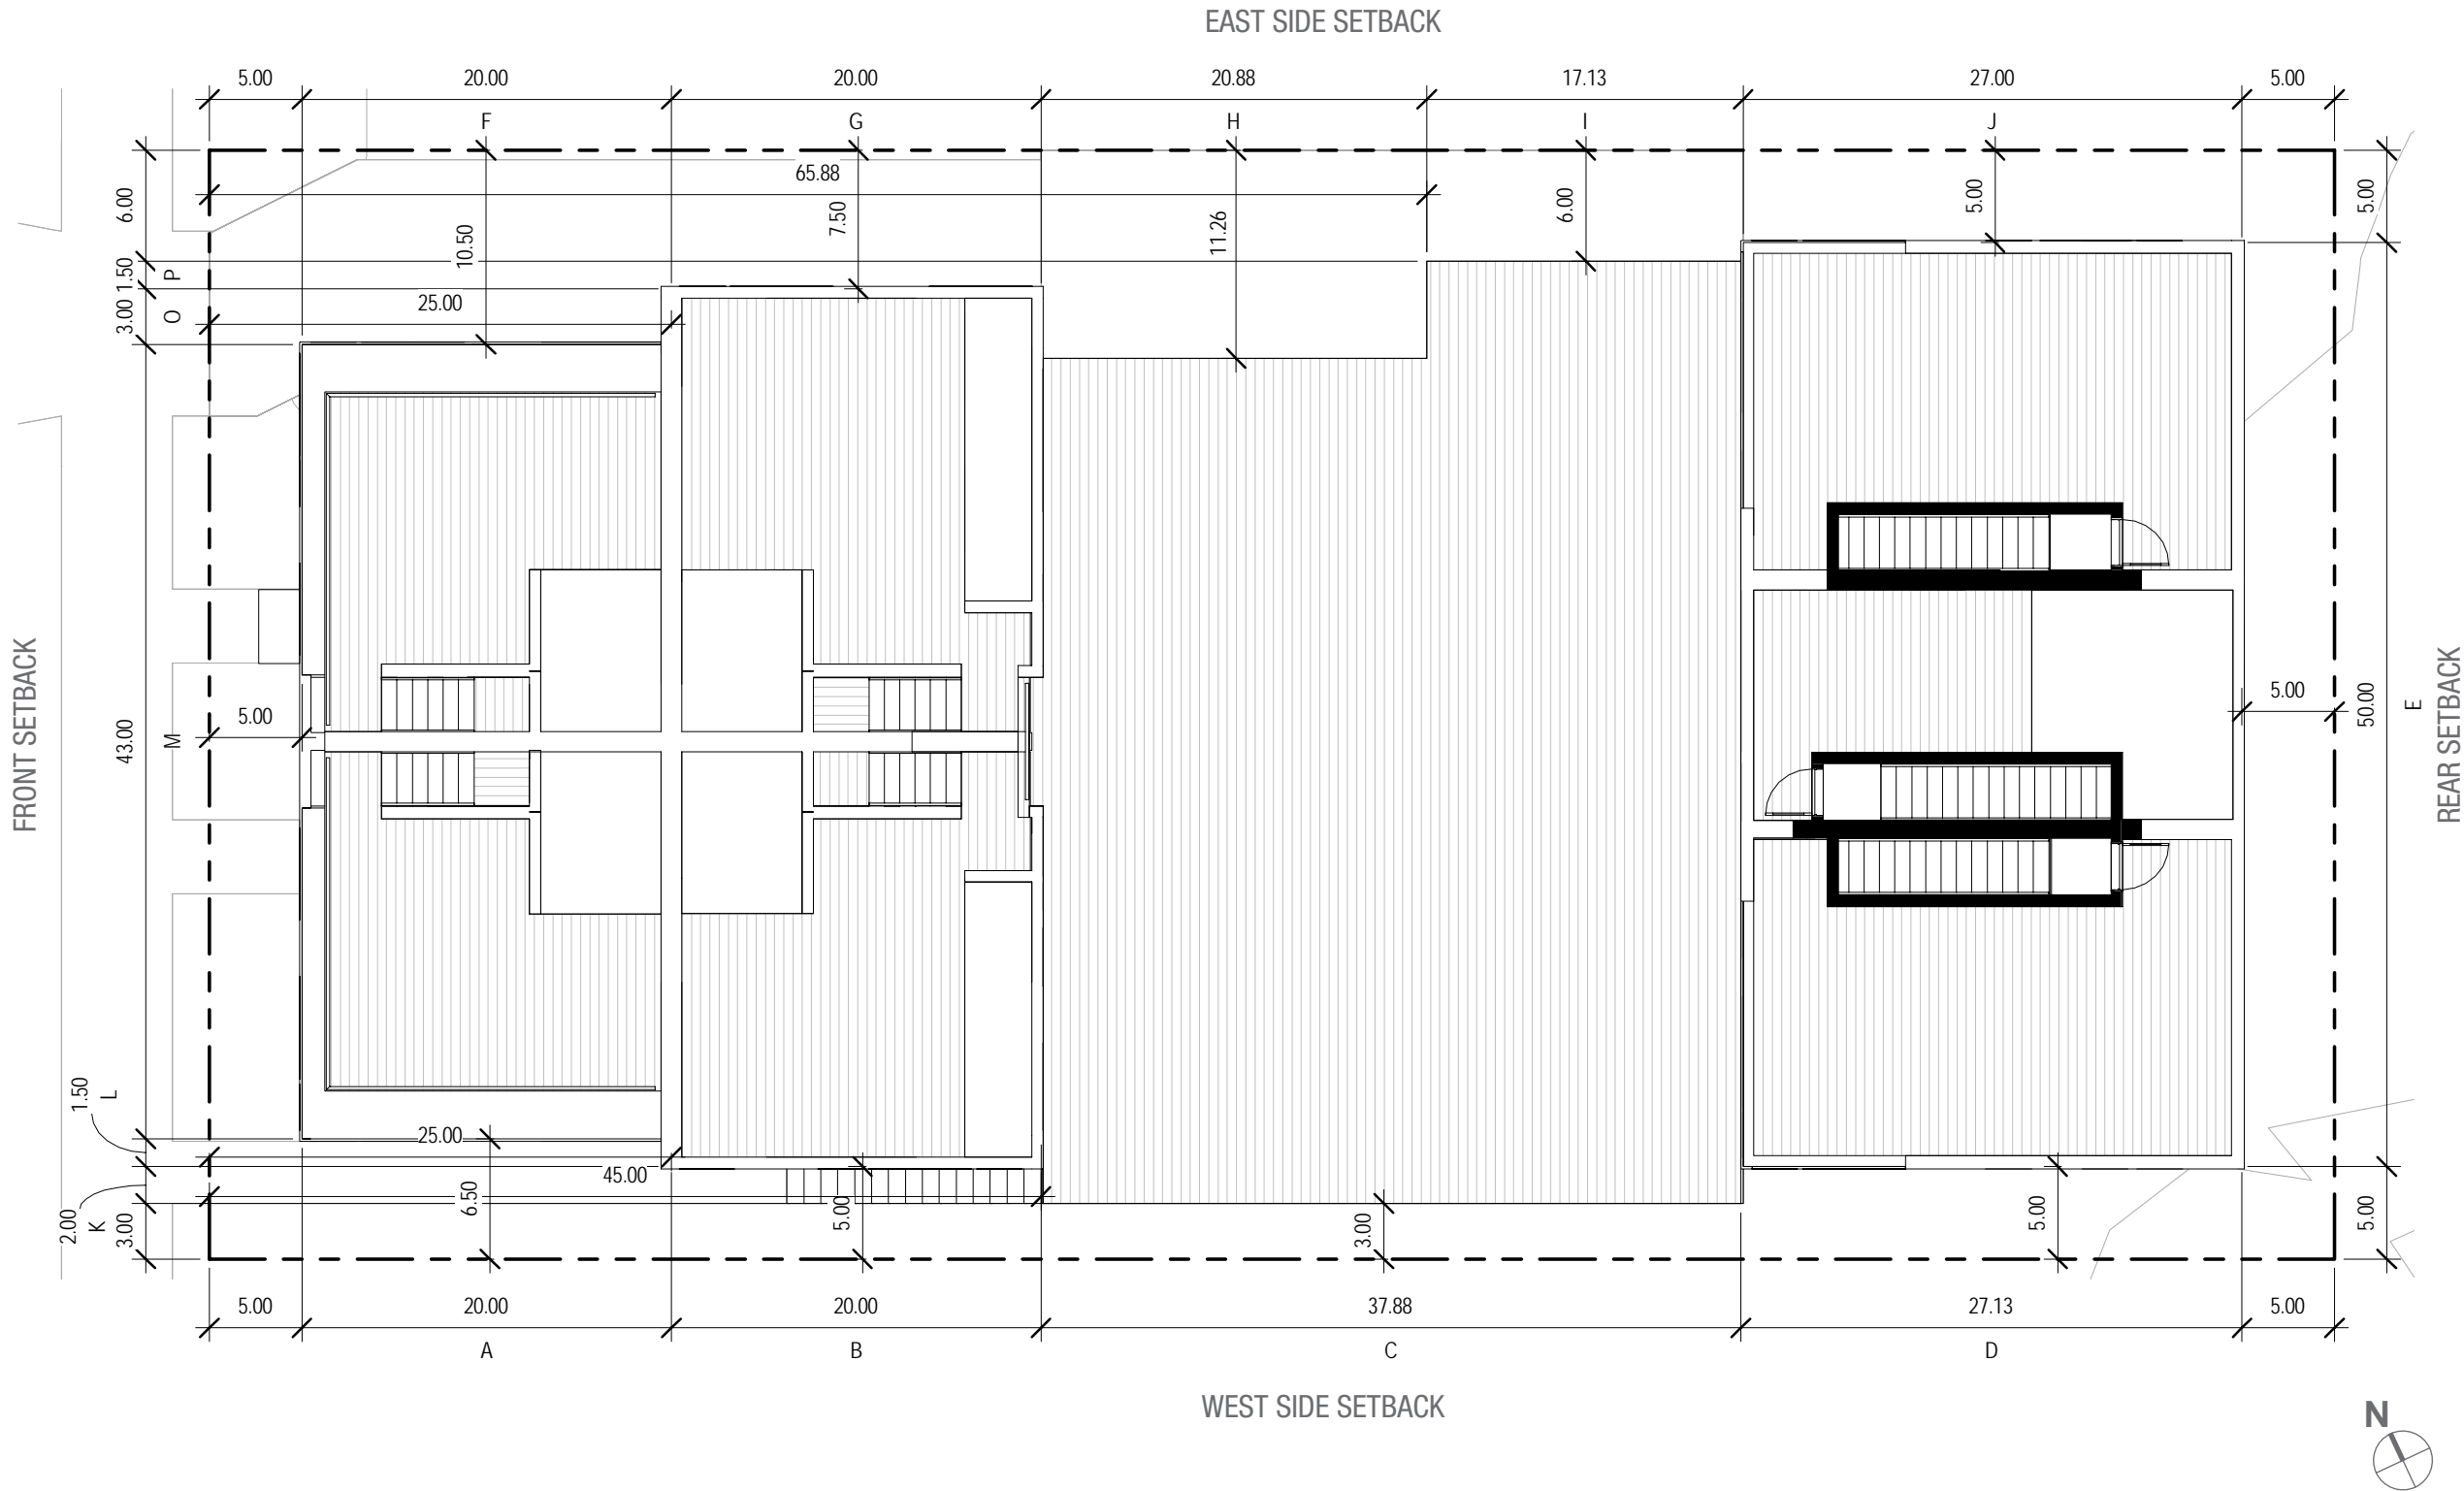 EAST SIDE SETBACK
5.00 20.00 20.00 20.88 17.13 27.00 5.00
F G H I J
65.88
6.00
10.50
7.50
11.26
6.00
5.00
5.00
1.50 P
3.00 O
25.00
FRONT SETBACK
43.00
M
5.00
5.00
50.00
E
REAR SETBACK
1.50
L
25.00
45.00
6.50
5.00
3.00
5.00
5.00
2.00
K
3.00
5.00 20.00 20.00 37.88 27.13 5.00
A B C D
WEST SIDE SETBACK
N